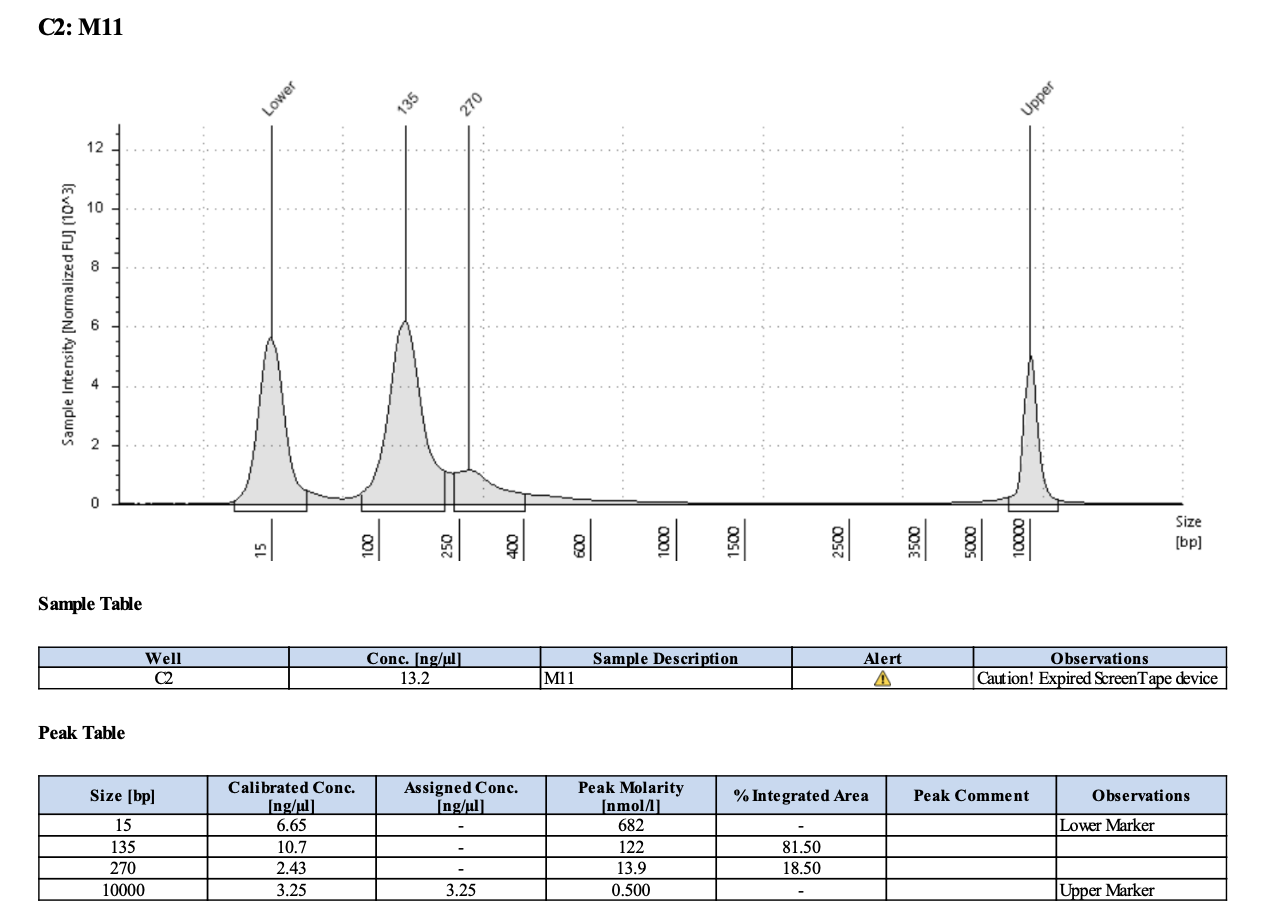 C2: M11
Lower
135
270
Upper
Sample Intensity [Normalized FU] (10^3)
12
10
8
6
4
2
0
15
100
250
400
600
1000
1500
2500
3500
5000
10000
Size
[bp]
Sample Table
Well Conc. [ng/µl] Sample Description Alert Observations
C2 13.2 M11 Caution! Expired ScreenTape device
Peak Table
Size [bp] Calibrated Conc. [ng/µl] Assigned Conc. [ng/µl] Peak Molarity [nmol/l] % Integrated Area Peak Comment Observations
15 6.65 - 682 - Lower Marker
135 10.7 - 122 81.50
270 2.43 - 13.9 18.50
10000 3.25 3.25 0.500 - Upper Marker